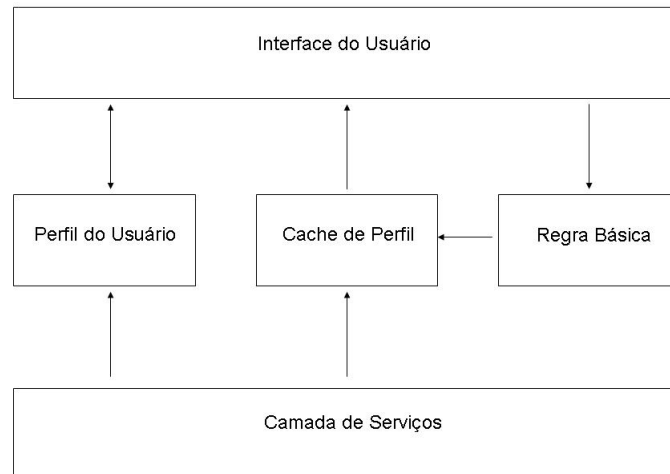 Interface do Usuário
Perfil do Usuário
Cache de Perfil
Regra Básica
Camada de Serviços